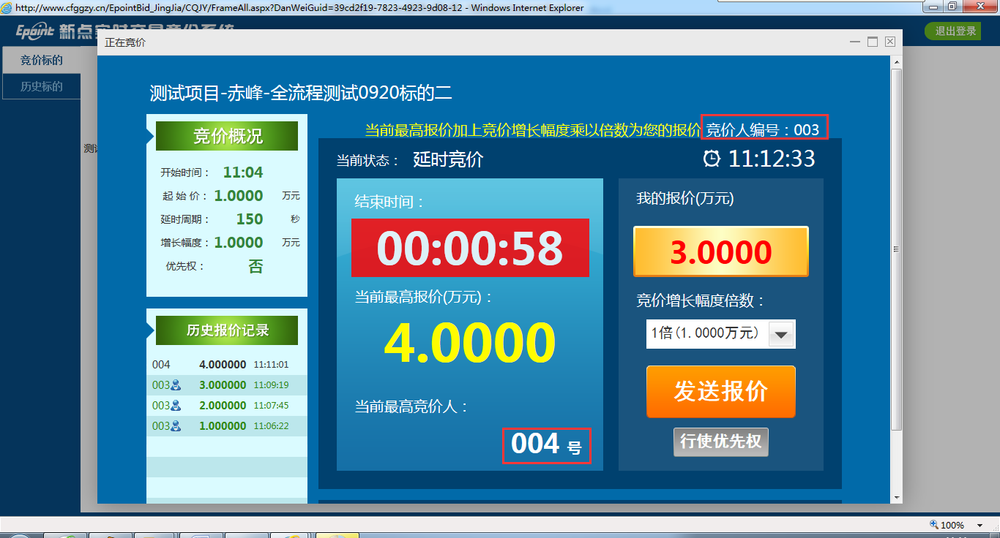 http://www.cfggzy.cn/EpointBid_JingJia/CQJY/FrameAll.aspx?DanWeiGuid=39cd2f19-7823-4923-9d08-12 - Windows Internet Explorer
Epoint 新点实时交易竞价系统
退出登录
正在竞价
竞价标的
历史标的
测试项目-赤峰-全流程测试0920标的二
当前最高报价加上竞价增长幅度乘以倍数为您的报价 竞价人编号：003
竞价概况
开始时间： 11:04
起 始 价： 1.0000 万元
延时周期： 150 秒
增长幅度： 1.0000 万元
优先权： 否
历史报价记录
004 4.000000 11:11:01
003 3.000000 11:09:19
003 2.000000 11:07:45
003 1.000000 11:06:22
当前状态： 延时竞价
11:12:33
结束时间：
00:00:58
当前最高报价(万元)：
4.0000
当前最高竞价人：
004 号
我的报价(万元)
3.0000
竞价增长幅度倍数：
1倍(1.0000万元)
发送报价
行使优先权
100%